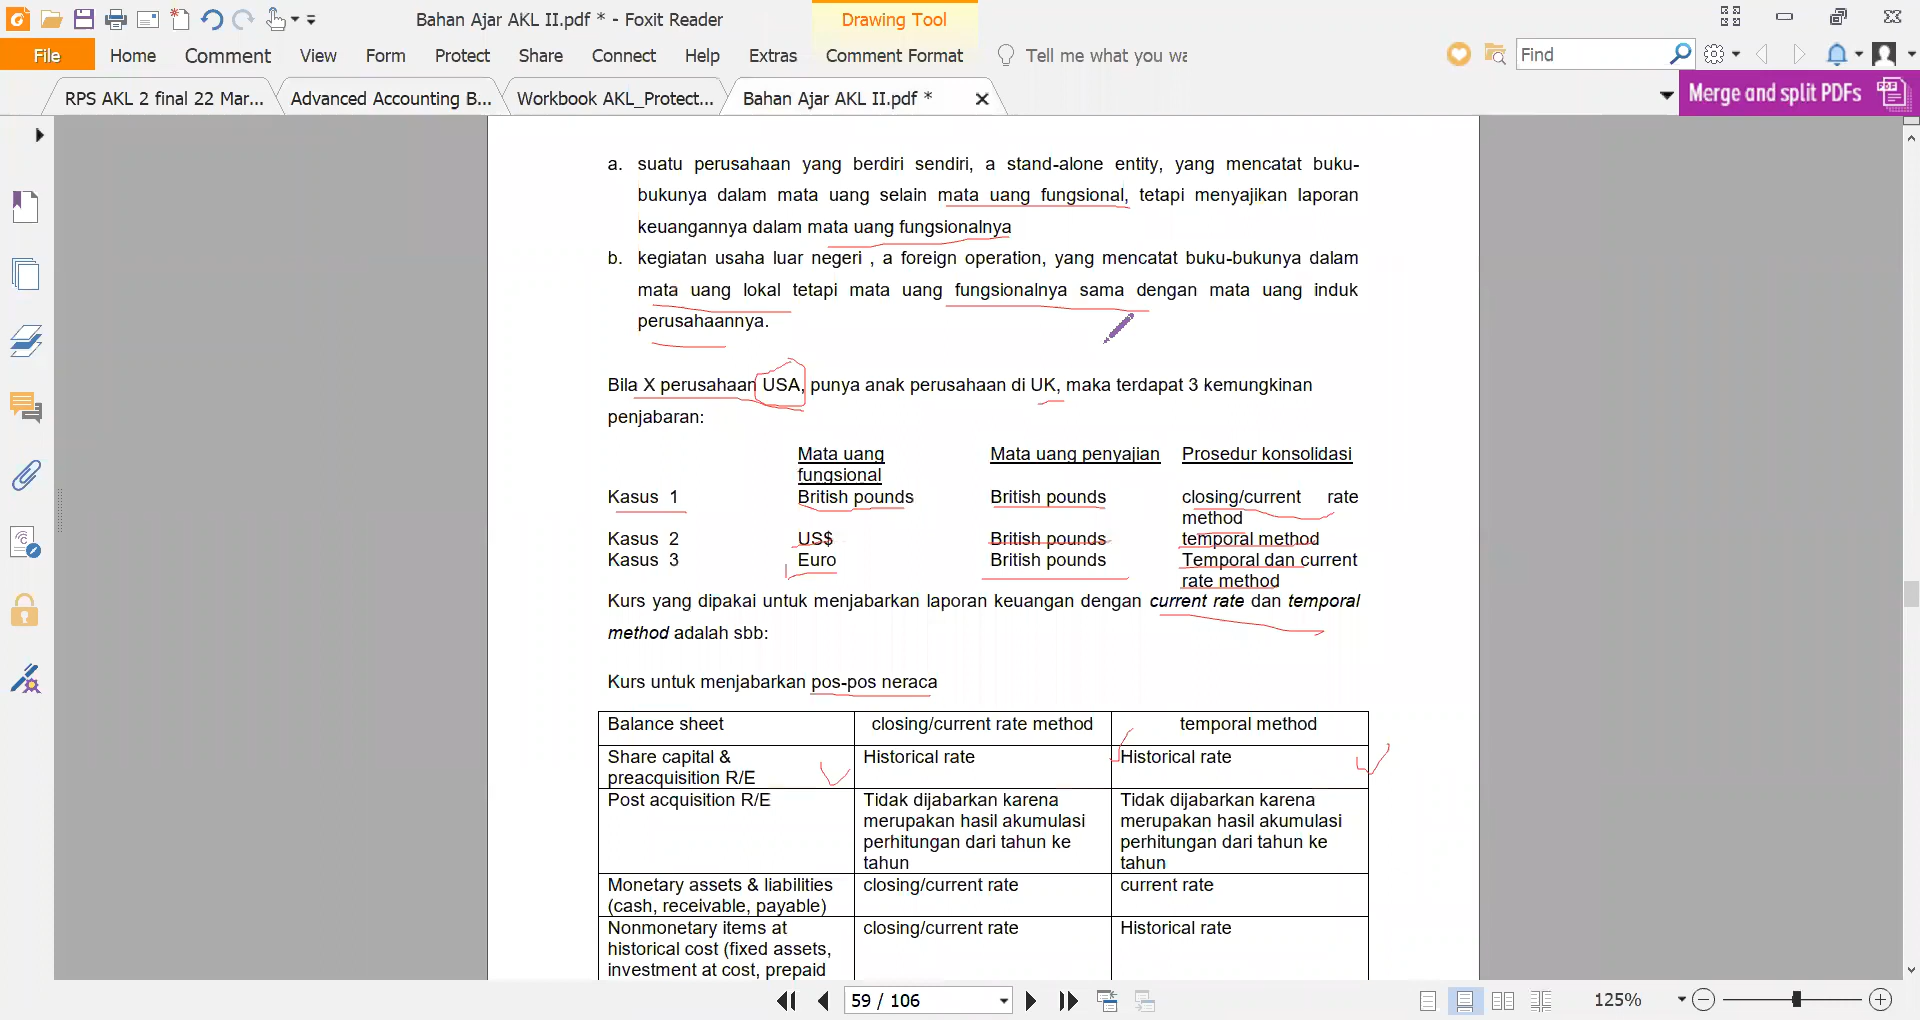 Bahan Ajar AKL II.pdf * - Foxit Reader
Drawing Tool
File
Home
Comment
View
Form
Protect
Share
Connect
Help
Extras
Comment Format
Tell me what you wa
Find
RPS AKL 2 final 22 Mar...
Advanced Accounting B...
Workbook AKL_Protect...
Bahan Ajar AKL II.pdf *
Merge and split PDFs
a. suatu perusahaan yang berdiri sendiri, a stand-alone entity, yang mencatat buku-
bukunya dalam mata uang selain mata uang fungsional, tetapi menyajikan laporan
keuangannya dalam mata uang fungsionalnya
b. kegiatan usaha luar negeri , a foreign operation, yang mencatat buku-bukunya dalam
mata uang lokal tetapi mata uang fungsionalnya sama dengan mata uang induk
perusahaannya.
Bila X perusahaan USA, punya anak perusahaan di UK, maka terdapat 3 kemungkinan
penjabaran:
Mata uang fungsional
Mata uang penyajian
Prosedur konsolidasi
Kasus 1
British pounds
British pounds
closing/current rate
method
Kasus 2
US$
British pounds
temporal method
Kasus 3
Euro
British pounds
Temporal dan current
rate method
Kurs yang dipakai untuk menjabarkan laporan keuangan dengan current rate dan temporal
method adalah sbb:
Kurs untuk menjabarkan pos-pos neraca
Balance sheet
closing/current rate method
temporal method
Share capital &
preacquisition R/E
Historical rate
Historical rate
Post acquisition R/E
Tidak dijabarkan karena
merupakan hasil akumulasi
perhitungan dari tahun ke
tahun
Tidak dijabarkan karena
merupakan hasil akumulasi
perhitungan dari tahun ke
tahun
Monetary assets & liabilities
(cash, receivable, payable)
closing/current rate
current rate
Nonmonetary items at
historical cost (fixed assets,
investment at cost, prepaid
closing/current rate
Historical rate
59 / 106
125%